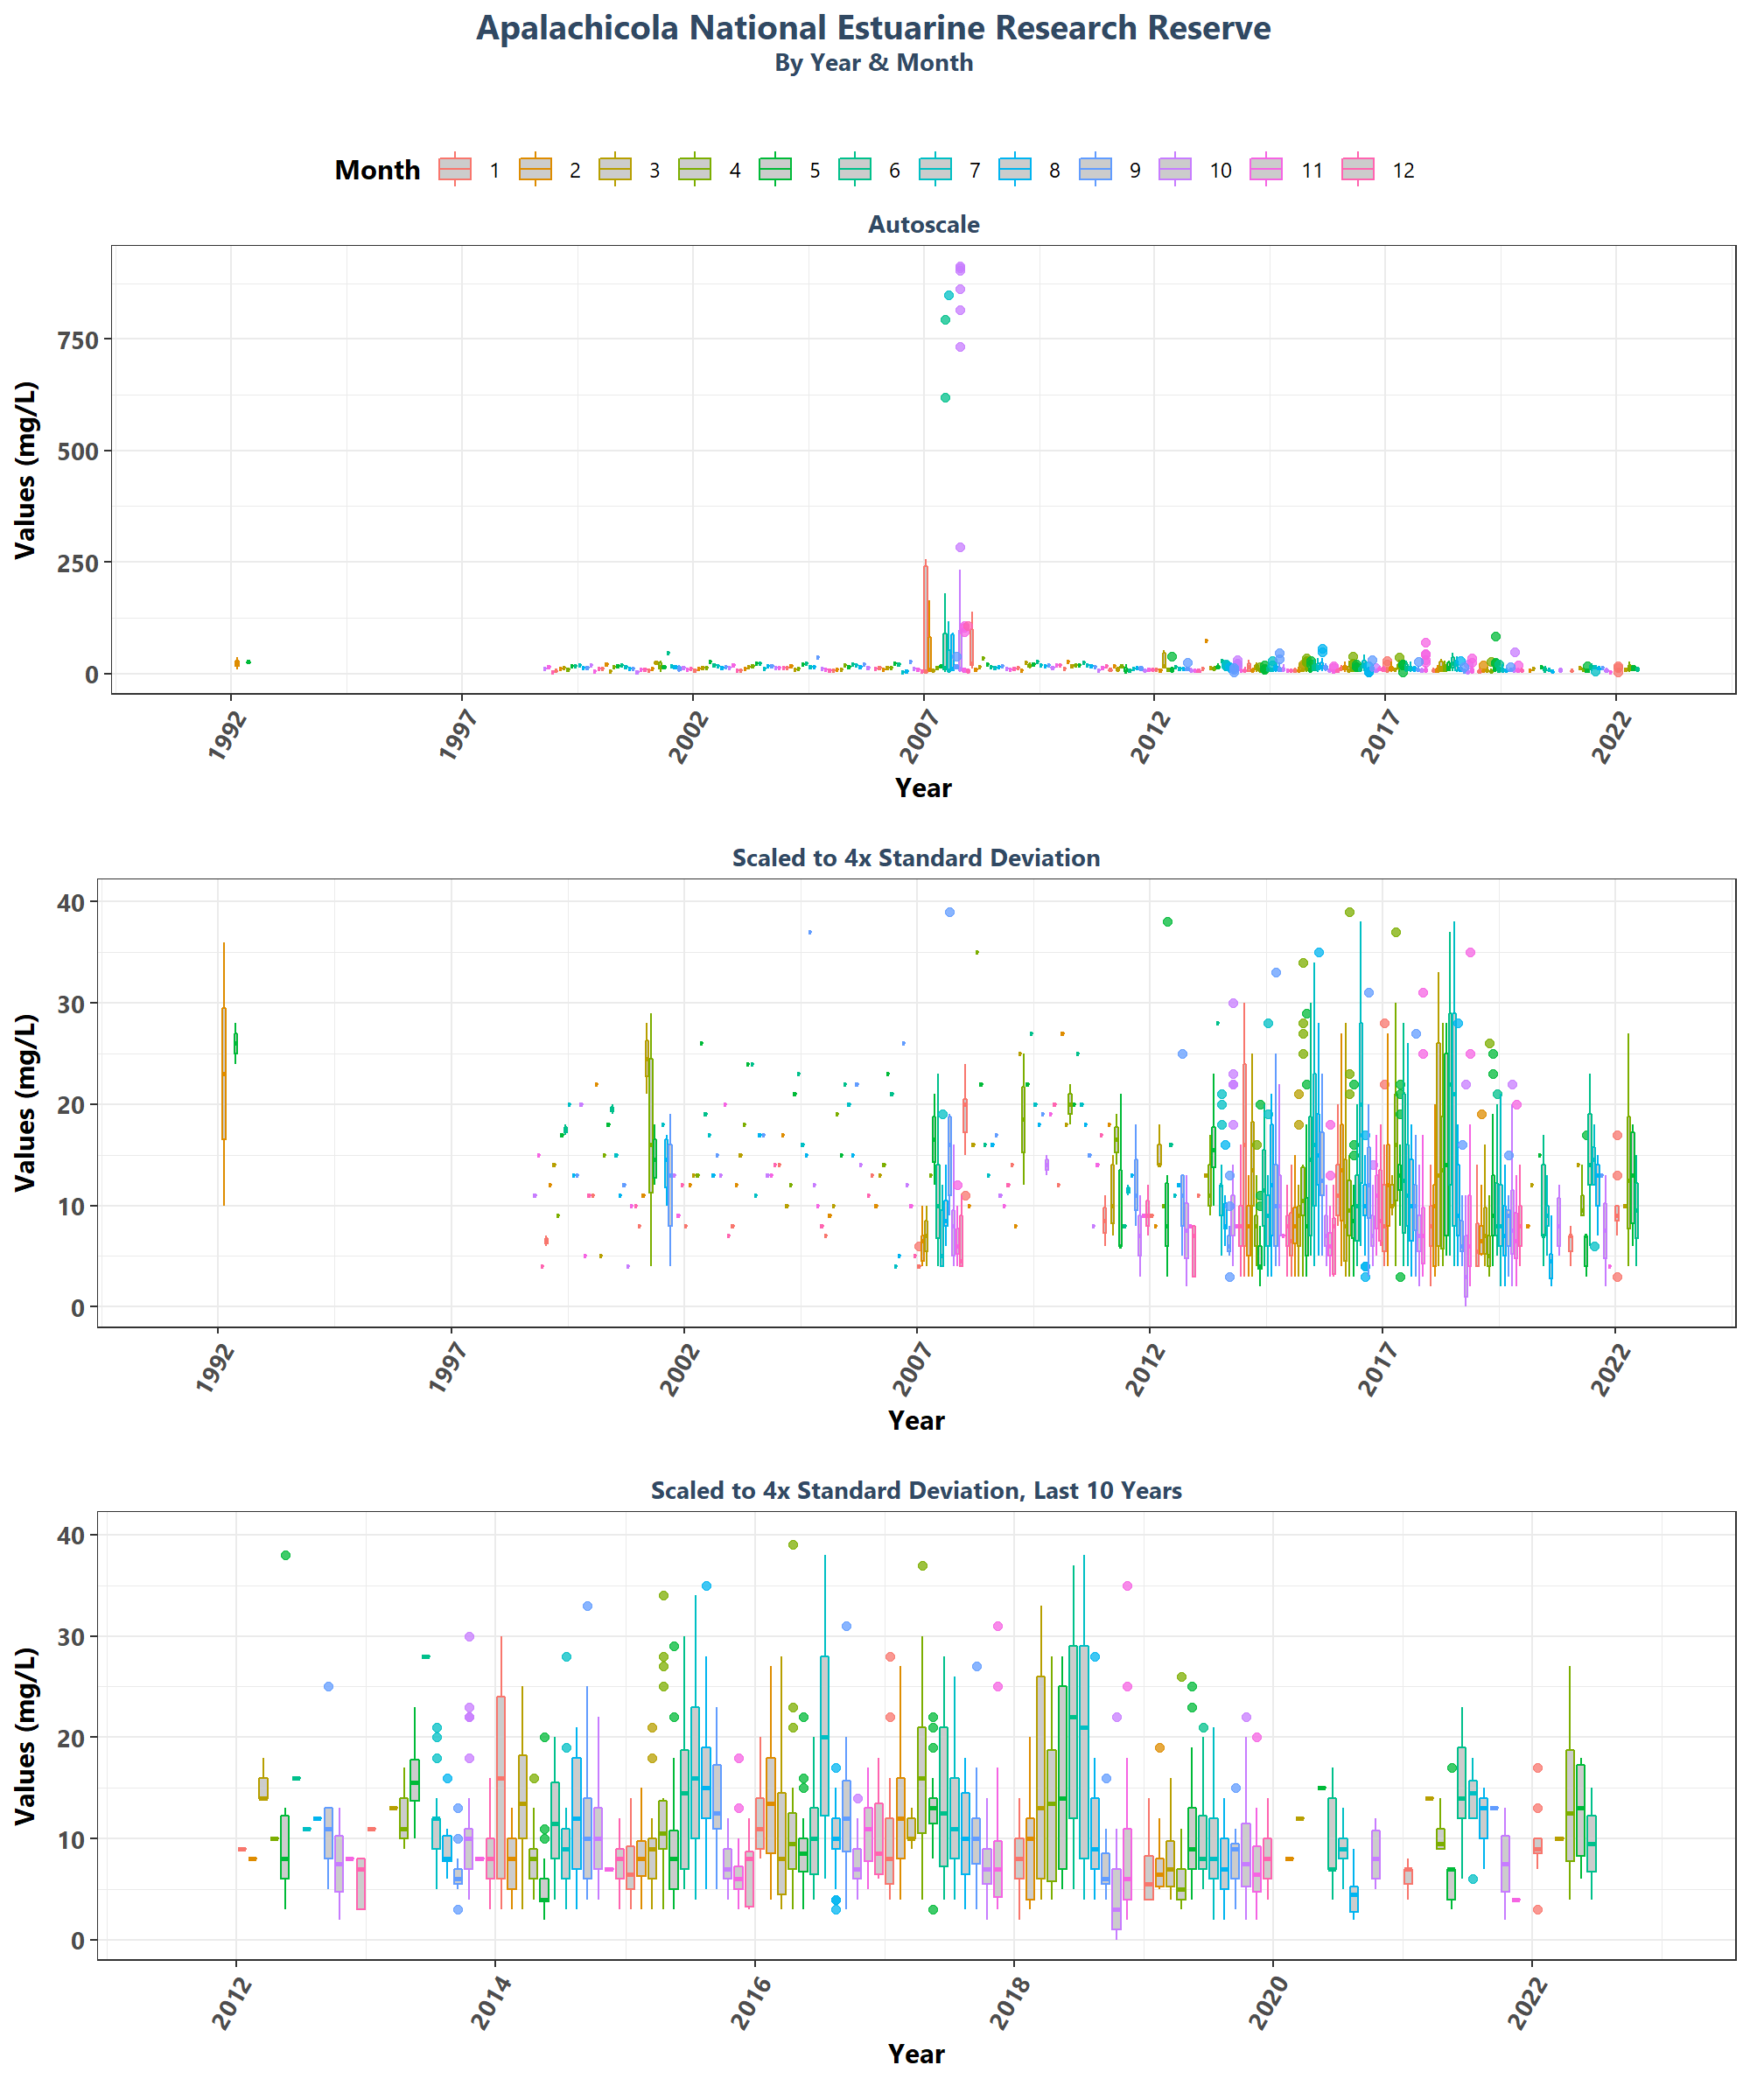 Apalachicola National Estuarine Research Reserve
By Year & Month
Month 1 2 3 4 5 6 7 8 9 10 11 12
Autoscale
Values (mg/L)
750
500
250
0
1992 1997 2002 2007 2012 2017 2022
Year
Scaled to 4x Standard Deviation
Values (mg/L)
40
30
20
10
0
1992 1997 2002 2007 2012 2017 2022
Year
Scaled to 4x Standard Deviation, Last 10 Years
Values (mg/L)
40
30
20
10
0
2012 2014 2016 2018 2020 2022
Year